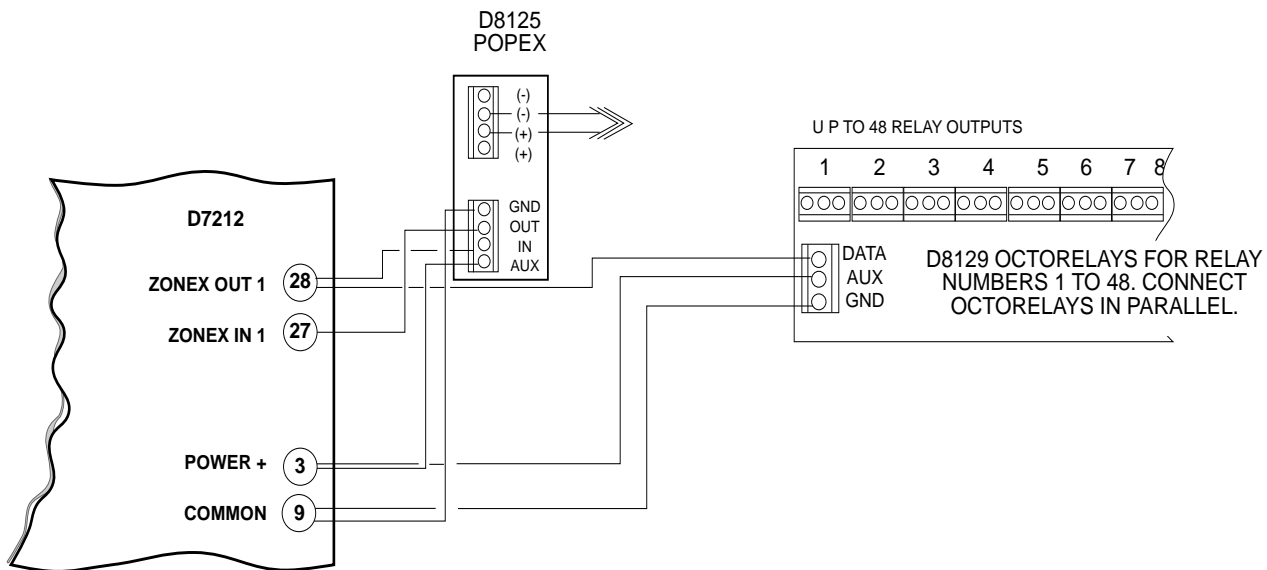 D8125
POPEX
(-)
(-)
(+)
(+)
GND
OUT
IN
AUX
U P TO 48 RELAY OUTPUTS
1 2 3 4 5 6 7 8
DATA
AUX
GND
D8129 OCTORELAYS FOR RELAY
NUMBERS 1 TO 48. CONNECT
OCTORELAYS IN PARALLEL.
D7212
ZONEX OUT 1 28
ZONEX IN 1 27
POWER + 3
COMMON 9